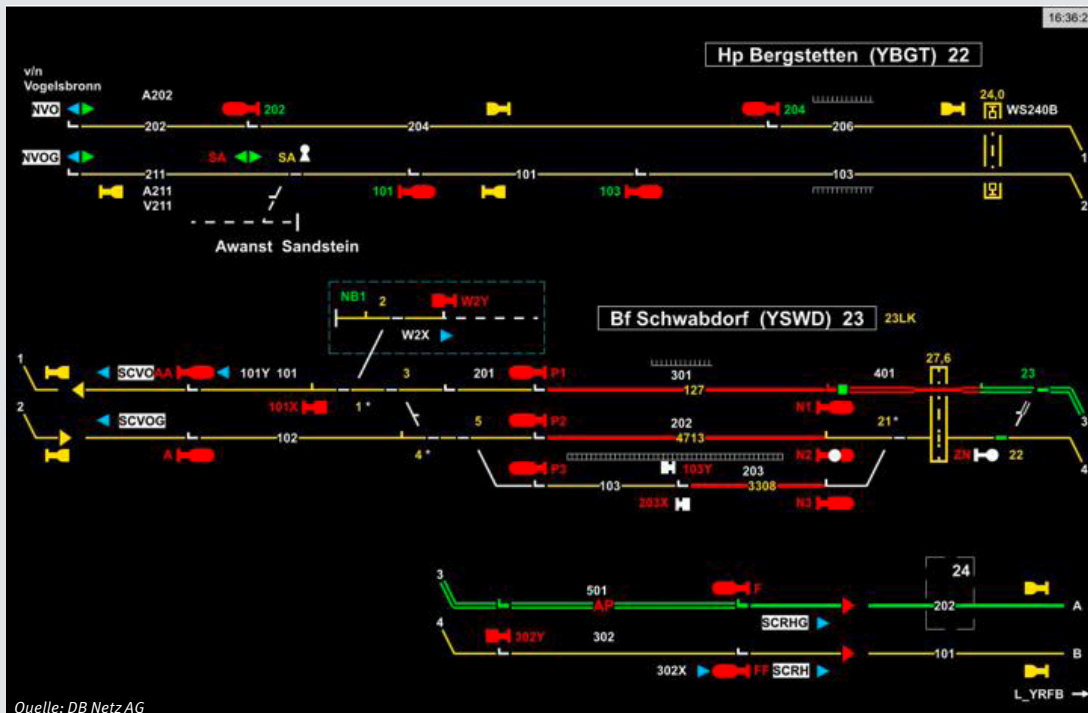 16:36:2
Hp Bergstetten (YBGT) 22
v/n
Vogelsbronn
A202
NVO 202 204 24,0 WS240B
202 204 206 1
NVOG SA SA
211 101 103
A211 101 103 2
V211
Awanst Sandstein
NB1 2 W2Y
W2X
Bf Schwabdorf (YSWD) 23 23LK
1 27,6
SCVO AA 101Y 101 3 201 P1 301 401 23
127
2 101X 1* N1 3
SCVOG 5 P2 202 21*
102 4713
A 4* N2 ZN 22 4
P3 103Y 203
103 3308
203X N3
3 501 F 24
AP 202 A
4 SCRHG
302Y 302
101 B
302X FF SCRH
L_YRFB →
Quelle: DB Netz AG